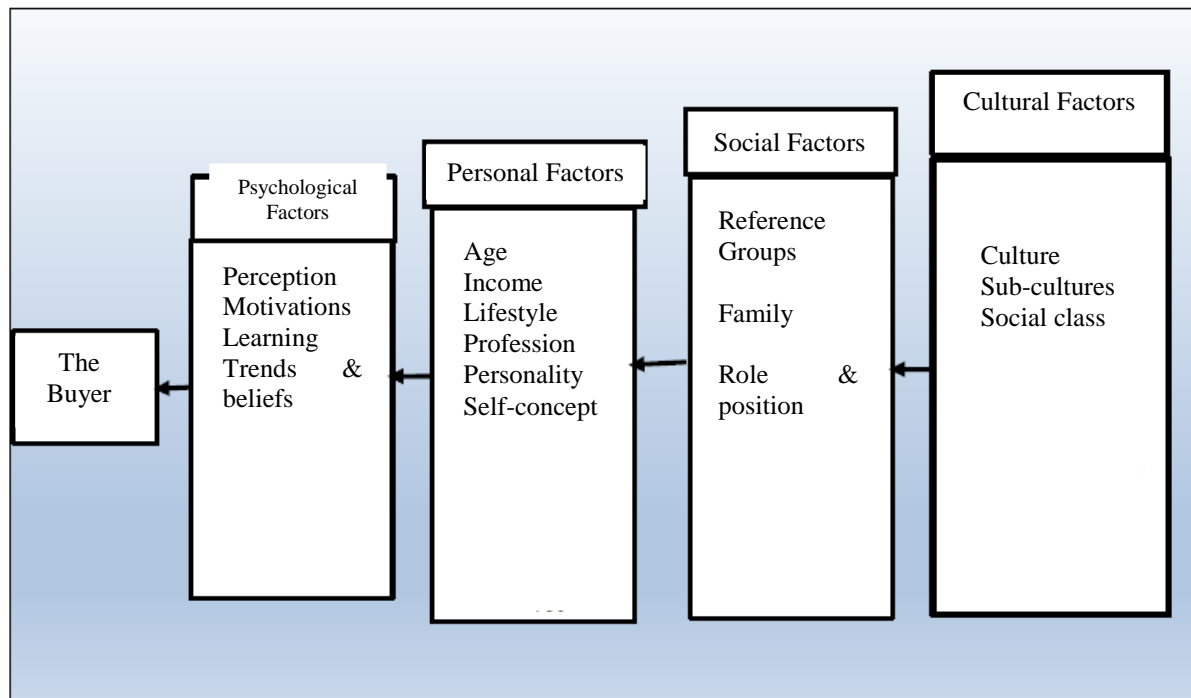 Cultural Factors
Social Factors
Personal Factors
Psychological
Factors
The
Buyer
Perception
Motivations
Learning
Trends &
beliefs
Age
Income
Lifestyle
Profession
Personality
Self-concept
Reference
Groups
Family
Role &
position
Culture
Sub-cultures
Social class